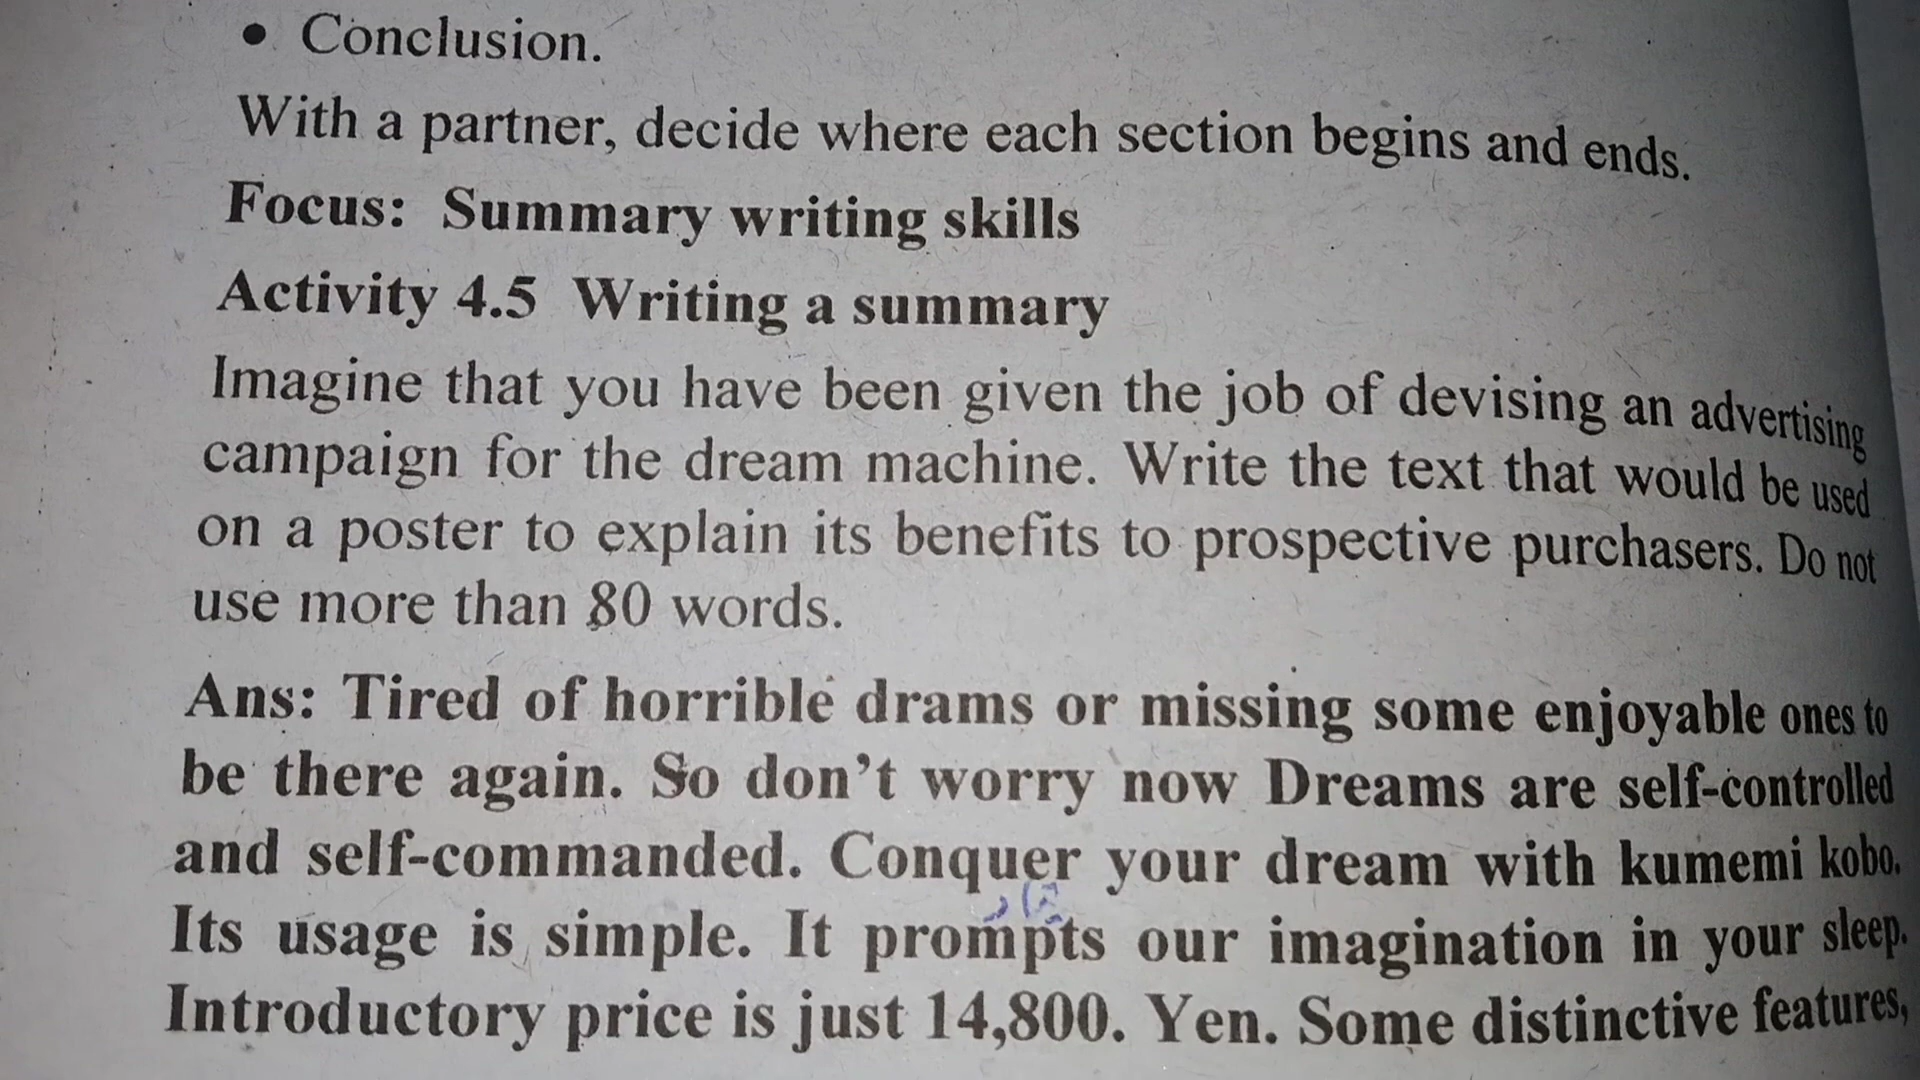 • Conclusion.
With a partner, decide where each section begins and ends.
Focus: Summary writing skills
Activity 4.5 Writing a summary
Imagine that you have been given the job of devising an advertising
campaign for the dream machine. Write the text that would be used
on a poster to explain its benefits to prospective purchasers. Do not
use more than 80 words.
Ans: Tired of horrible drams or missing some enjoyable ones to
be there again. So don't worry now Dreams are self-controlled
and self-commanded. Conquer your dream with kumemi kobo.
Its usage is simple. It prompts our imagination in your sleep.
Introductory price is just 14,800. Yen. Some distinctive features,